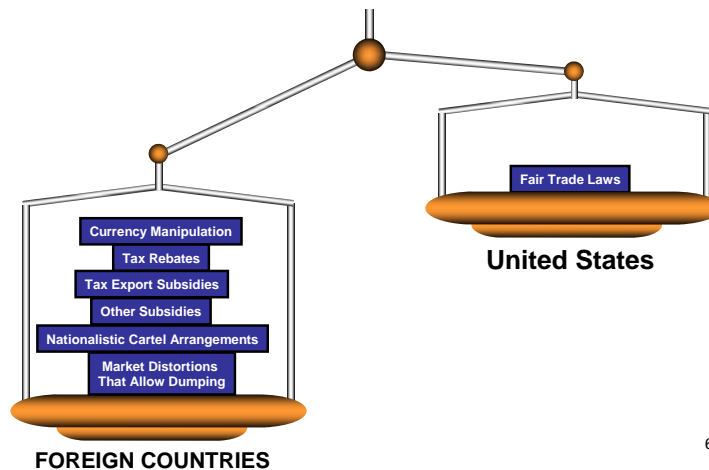 Fair Trade Laws
United States
Currency Manipulation
Tax Rebates
Tax Export Subsidies
Other Subsidies
Nationalistic Cartel Arrangements
Market Distortions
That Allow Dumping
FOREIGN COUNTRIES
6